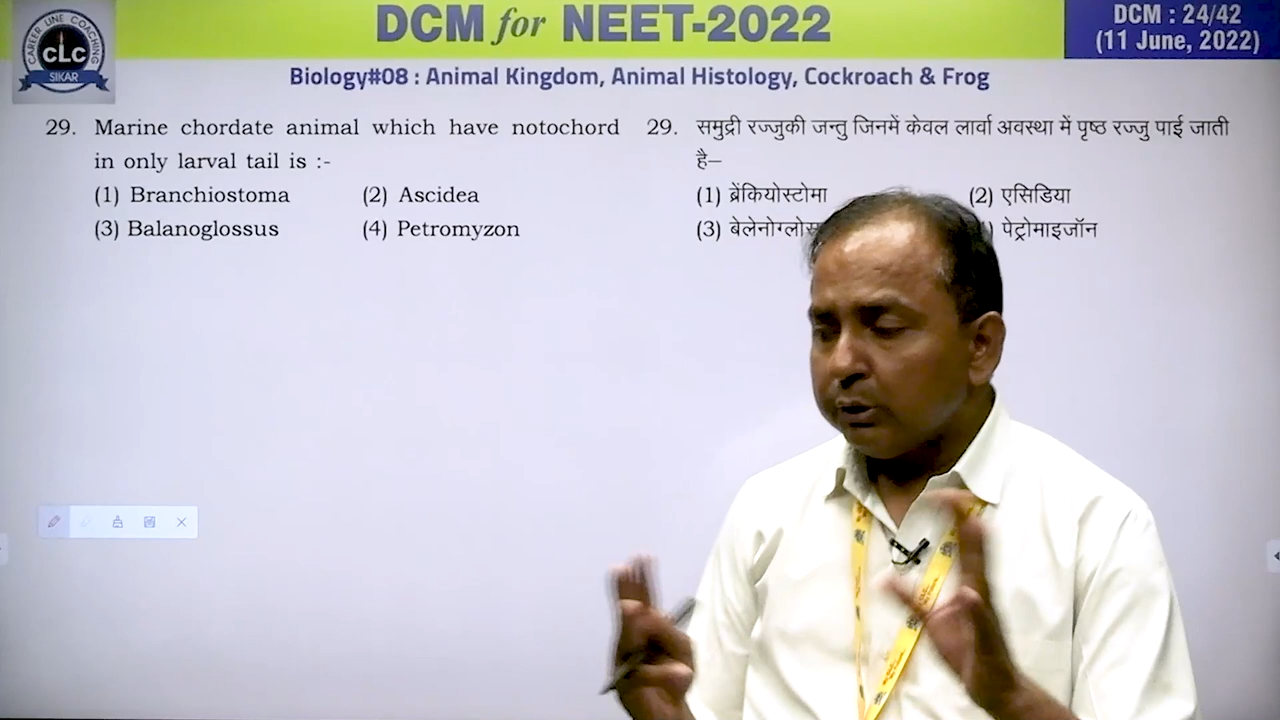 DCM for NEET-2022
DCM : 24/42
(11 June, 2022)
CAREER LINE COACHING
CLC
SIKAR
Biology#08 : Animal Kingdom, Animal Histology, Cockroach & Frog
29. Marine chordate animal which have notochord
in only larval tail is :-
(1) Branchiostoma (2) Ascidea
(3) Balanoglossus (4) Petromyzon
29. समुद्री रज्जुकी जन्तु जिनमें केवल लार्वा अवस्था में पृष्ठ रज्जु पाई जाती
है–
(1) ब्रेंकियोस्टोमा (2) एसिडिया
(3) पेट्रोमाइजॉन